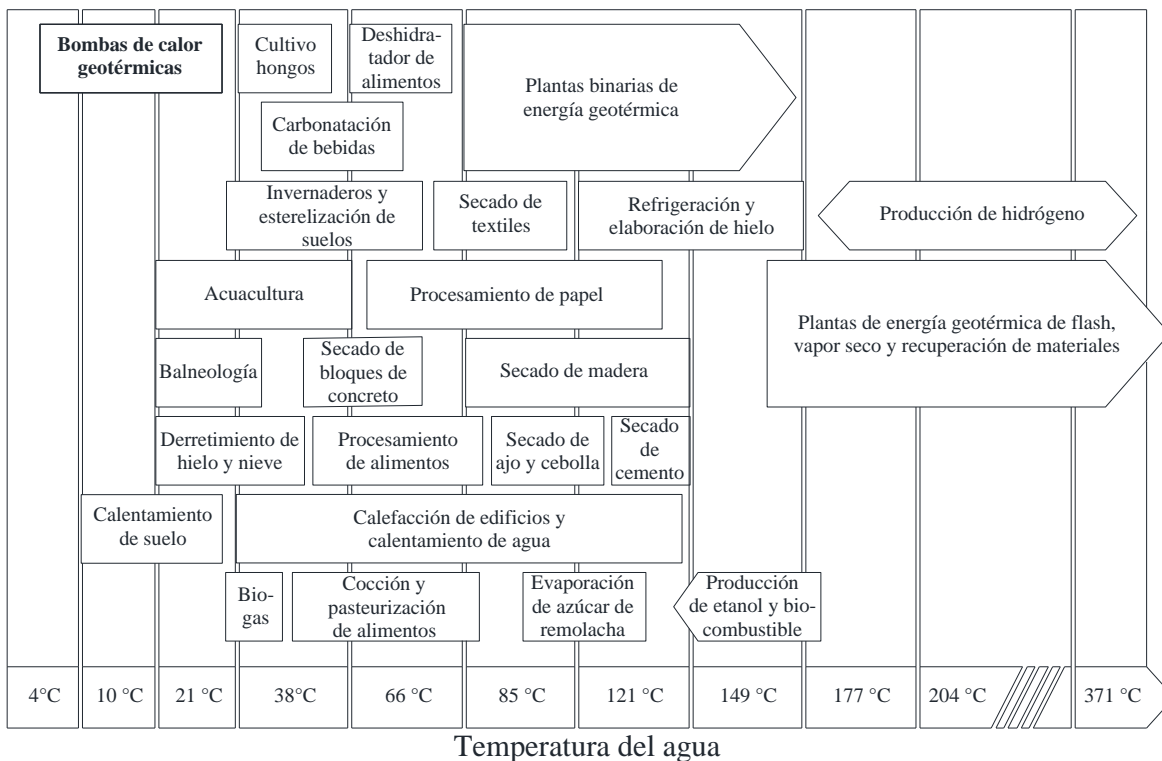 Bombas de calor
geotérmicas
Cultivo
hongos
Deshidra-
tador de
alimentos
Plantas binarias de
energía geotérmica
Carbonatación
de bebidas
Invernaderos y
esterelización de
suelos
Secado de
textiles
Refrigeración y
elaboración de hielo
Producción de hidrógeno
Acuacultura
Procesamiento de papel
Plantas de energía geotérmica de flash,
vapor seco y recuperación de materiales
Balneología
Secado de
bloques de
concreto
Secado de madera
Derretimiento de
hielo y nieve
Procesamiento
de alimentos
Secado de
ajo y cebolla
Secado
de
cemento
Calentamiento
de suelo
Calefacción de edificios y
calentamiento de agua
Bio-
gas
Cocción y
pasteurización
de alimentos
Evaporación
de azúcar de
remolacha
Producción
de etanol y bio-
combustible
4°C 10 °C 21 °C 38°C 66 °C 85 °C 121 °C 149 °C 177 °C 204 °C 371 °C
Temperatura del agua